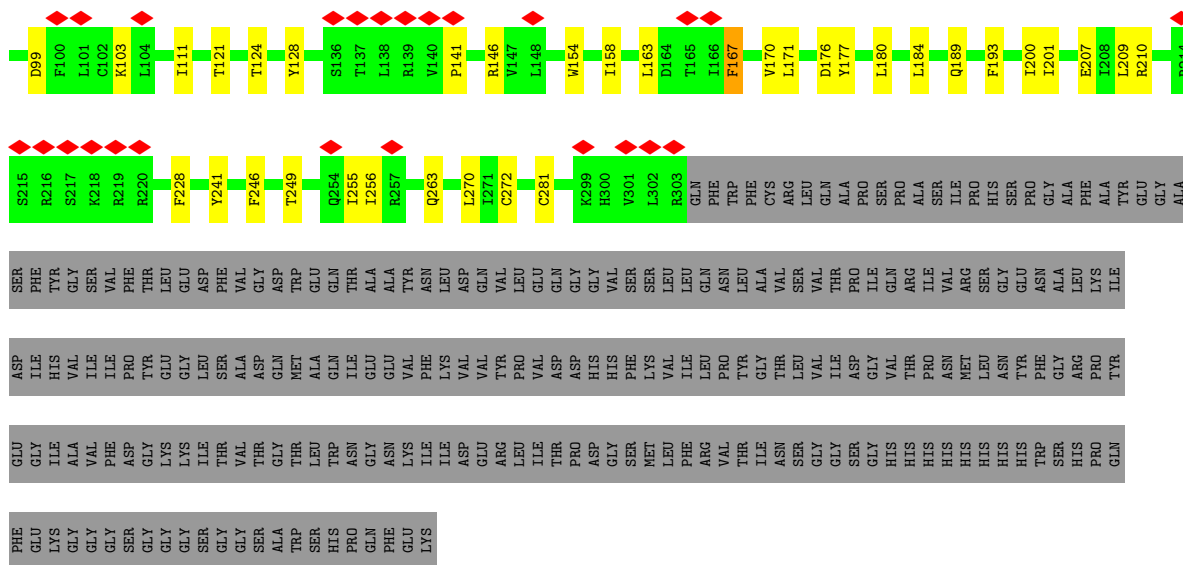 D99 F100 L101 C102 K103 L104 I111 T121 T124 Y128 S136 T137 L138 R139 V140 P141 R146 V147 L148 W154 I158 L163 D164 T165 I166 F167 V170 L171 D176 Y177 L180 L184 Q189 F193 I200 I201 E207 I208 L209 R210
S215 R216 S217 K218 R219 R220 F228 Y241 F246 T249 Q254 I255 I256 R257 Q263 L270 I271 C272 C281 K299 H300 V301 L302 R303 GLN PHE TRP PHE CYS ARG LEU GLN ALA PRO SER PRO ALA SER ILE PRO HIS SER PRO GLY ALA PHE ALA TYR GLU GLY ALA
SER PHE TYR GLY SER VAL PHE THR LEU GLU ASP PHE VAL GLY ASP TRP GLU GLN THR ALA ALA TYR ASN LEU ASP GLN VAL LEU GLU GLN GLY GLY VAL SER SER LEU LEU GLN ASN LEU ALA VAL SER VAL THR PRO ILE GLN ARG ILE VAL ARG SER GLY GLU ASN ALA LEU LYS ILE
ASP ILE HIS VAL ILE ILE PRO TYR GLU GLY LEU SER ALA ASP GLN MET ALA GLN ILE GLU GLU VAL PHE LYS VAL VAL TYR PRO VAL ASP ASP HIS HIS PHE LYS VAL ILE LEU PRO TYR GLY THR LEU VAL ILE ASP GLY VAL THR PRO ASN MET LEU ASN TYR PHE GLY ARG PRO TYR
GLU GLY ILE ALA VAL PHE ASP GLY LYS LYS ILE THR VAL THR GLY THR LEU TRP ASN GLY ASN LYS ILE ILE ASP GLU ARG LEU ILE THR PRO ASP GLY SER MET LEU PHE ARG VAL THR ILE ASN SER GLY GLY SER GLY HIS HIS HIS HIS HIS HIS HIS HIS TRP SER HIS PRO GLN
PHE GLU LYS GLY GLY GLY SER GLY GLY GLY SER GLY GLY SER ALA TRP SER HIS PRO GLN PHE GLU LYS